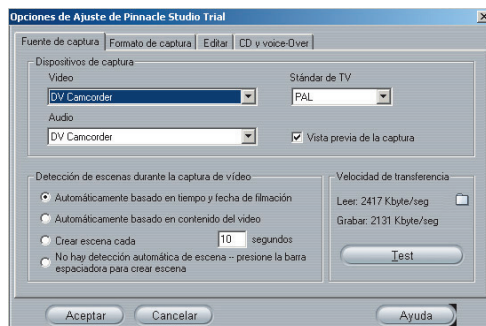 Opciones de Ajuste de Pinnacle Studio Trial
Fuente de captura Formato de captura Editar CD y voice-Over
Dispositivos de captura
Video Stándar de TV
DV Camcorder PAL
Audio
DV Camcorder Vista previa de la captura
Detección de escenas durante la captura de vídeo Velocidad de transferencia
Automáticamente basado en tiempo y fecha de filmación Leer: 2417 Kbyte/seg
Automáticamente basado en contenido del video Grabar: 2131 Kbyte/seg
Crear escena cada 10 segundos
No hay detección automática de escena -- presione la barra Test
espaciadora para crear escena
Aceptar Cancelar Ayuda